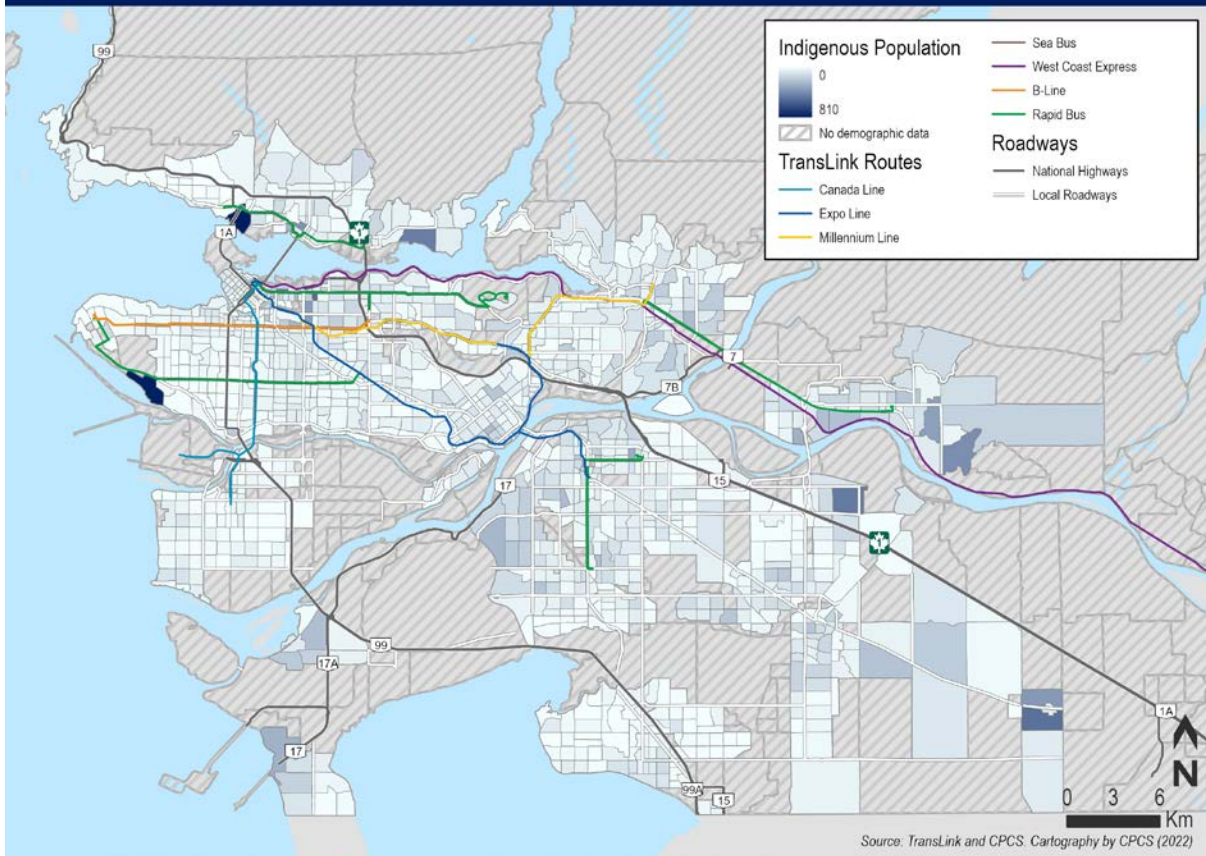 Indigenous Population
0
810
No demographic data
TransLink Routes
Canada Line
Expo Line
Millennium Line
Sea Bus
West Coast Express
B-Line
Rapid Bus
Roadways
National Highways
Local Roadways
99
1A
1
7
7B
17
15
1
99
17A
17
1A
99A
15
N
0 3 6
Km
Source: TransLink and CPCS. Cartography by CPCS (2022)